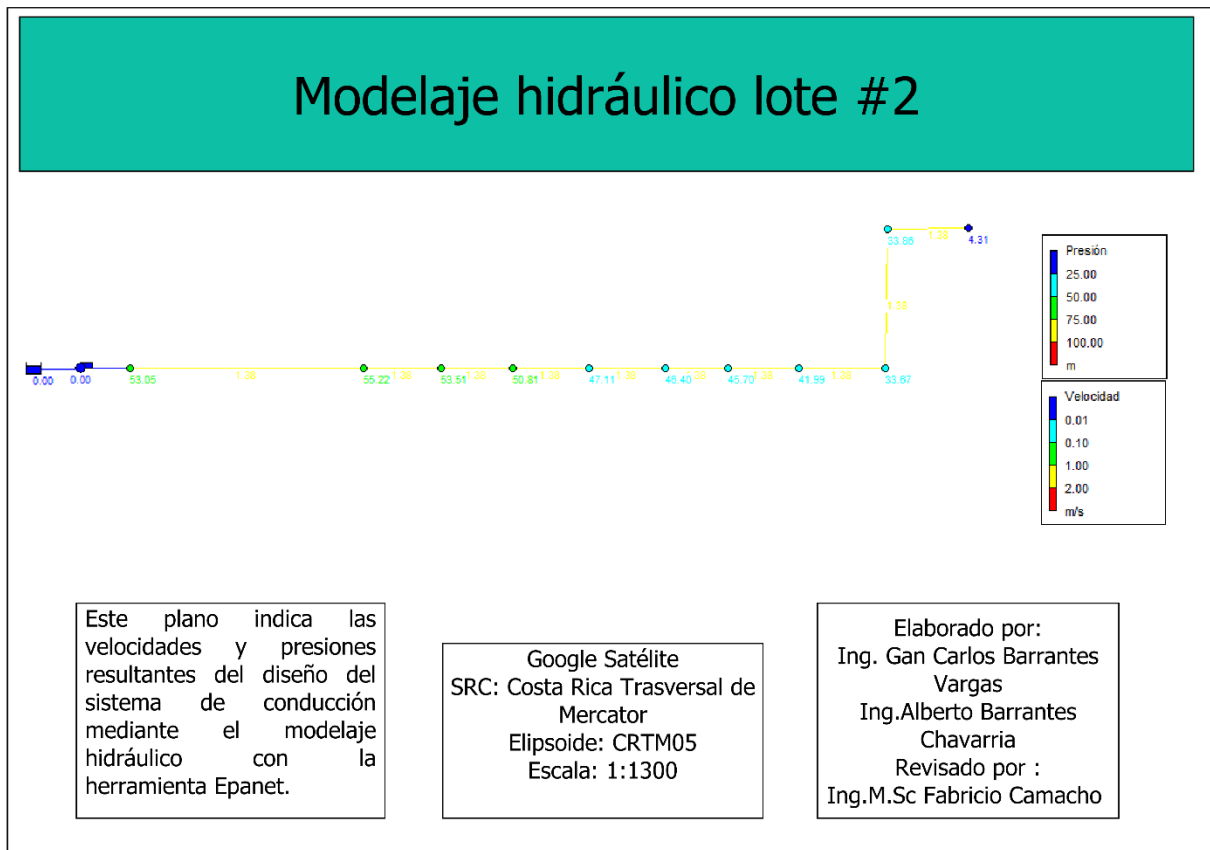 Modelaje hidráulico lote #2
33.86
1.38
4.31
1.38
0.00
0.00
53.05
1.38
55.22
1.38
53.51
1.38
50.81
1.38
47.11
1.38
46.40
1.38
45.70
1.38
41.99
1.38
33.67
Presión
25.00
50.00
75.00
100.00
m
Velocidad
0.01
0.10
1.00
2.00
m/s
Este plano indica las
velocidades y presiones
resultantes del diseño del
sistema de conducción
mediante el modelaje
hidráulico con la
herramienta Epanet.
Google Satélite
SRC: Costa Rica Trasversal de
Mercator
Elipsoide: CRTM05
Escala: 1:1300
Elaborado por:
Ing. Gan Carlos Barrantes
Vargas
Ing.Alberto Barrantes
Chavarria
Revisado por :
Ing.M.Sc Fabricio Camacho